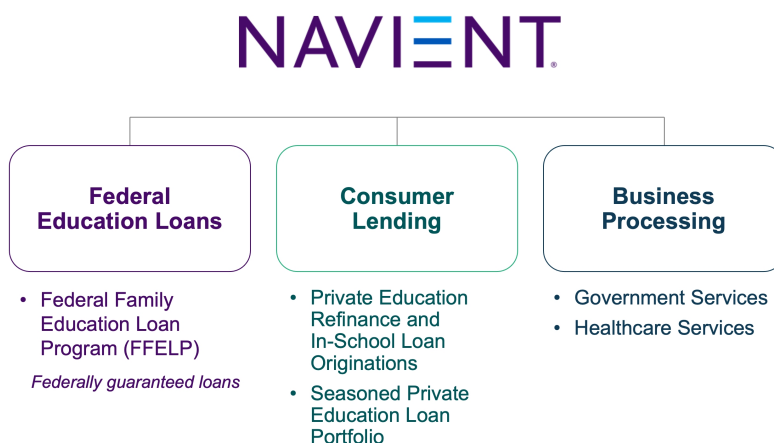 NAVIENT®
Federal
Education Loans
• Federal Family
Education Loan
Program (FFELP)
Federally guaranteed loans
Consumer
Lending
• Private Education
Refinance and
In-School Loan
Originations
• Seasoned Private
Education Loan
Portfolio
Business
Processing
• Government Services
• Healthcare Services